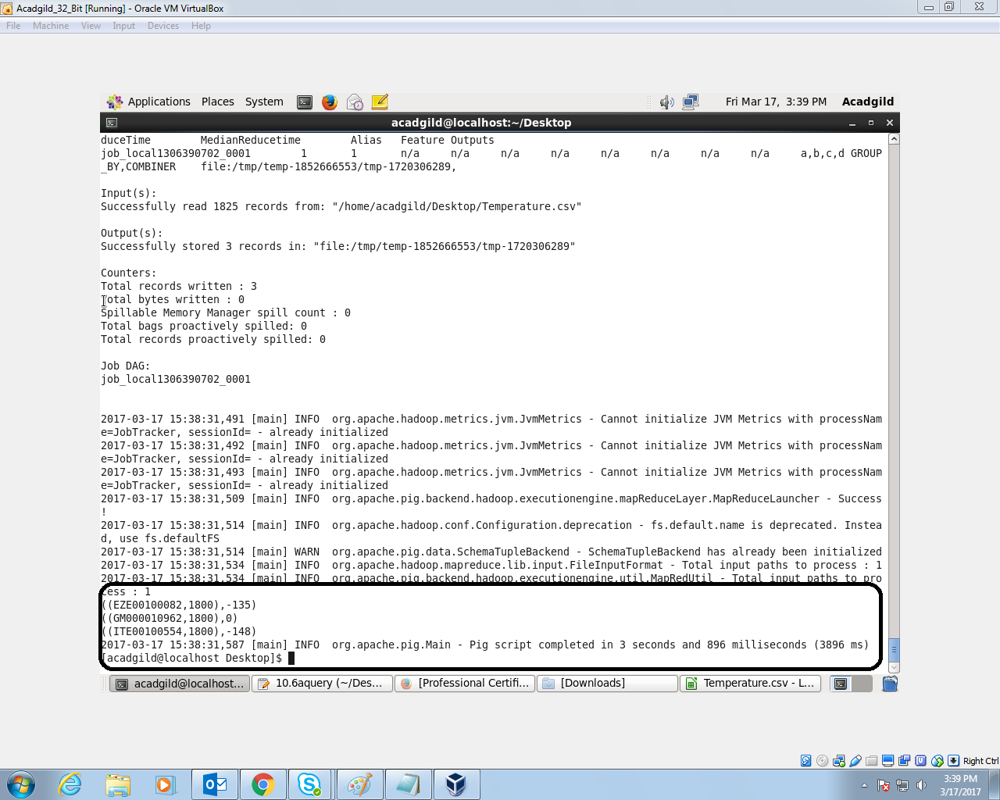 Acadgild_32_Bit [Running] - Oracle VM VirtualBox
File Machine View Input Devices Help
Applications Places System Fri Mar 17, 3:39 PM Acadgild
acadgild@localhost:~/Desktop
duceTime MedianReducetime Alias Feature Outputs
job_local1306390702_0001 1 1 n/a n/a n/a n/a n/a n/a n/a n/a a,b,c,d GROUP
_BY,COMBINER file:/tmp/temp-1852666553/tmp-1720306289,
Input(s):
Successfully read 1825 records from: "/home/acadgild/Desktop/Temperature.csv"
Output(s):
Successfully stored 3 records in: "file:/tmp/temp-1852666553/tmp-1720306289"
Counters:
Total records written : 3
Total bytes written : 0
Spillable Memory Manager spill count : 0
Total bags proactively spilled: 0
Total records proactively spilled: 0
Job DAG:
job_local1306390702_0001
2017-03-17 15:38:31,491 [main] INFO org.apache.hadoop.metrics.jvm.JvmMetrics - Cannot initialize JVM Metrics with processNam
e=JobTracker, sessionId= - already initialized
2017-03-17 15:38:31,492 [main] INFO org.apache.hadoop.metrics.jvm.JvmMetrics - Cannot initialize JVM Metrics with processNam
e=JobTracker, sessionId= - already initialized
2017-03-17 15:38:31,493 [main] INFO org.apache.hadoop.metrics.jvm.JvmMetrics - Cannot initialize JVM Metrics with processNam
e=JobTracker, sessionId= - already initialized
2017-03-17 15:38:31,509 [main] INFO org.apache.pig.backend.hadoop.executionengine.mapReduceLayer.MapReduceLauncher - Success
!
2017-03-17 15:38:31,514 [main] INFO org.apache.hadoop.conf.Configuration.deprecation - fs.default.name is deprecated. Instea
d, use fs.defaultFS
2017-03-17 15:38:31,514 [main] WARN org.apache.pig.data.SchemaTupleBackend - SchemaTupleBackend has already been initialized
2017-03-17 15:38:31,534 [main] INFO org.apache.hadoop.mapreduce.lib.input.FileInputFormat - Total input paths to process : 1
2017-03-17 15:38:31,534 [main] INFO org.apache.pig.backend.hadoop.executionengine.util.MapRedUtil - Total input paths to pro
cess : 1
((EZE00100082,1800),-135)
((GM000010962,1800),0)
((ITE00100554,1800),-148)
2017-03-17 15:38:31,587 [main] INFO org.apache.pig.Main - Pig script completed in 3 seconds and 896 milliseconds (3896 ms)
[acadgild@localhost Desktop]$
acadgild@localhost:... 10.6aquery (~/Des... [Professional Certifi... [Downloads] Temperature.csv - L...
Right Ctrl
3:39 PM
3/17/2017